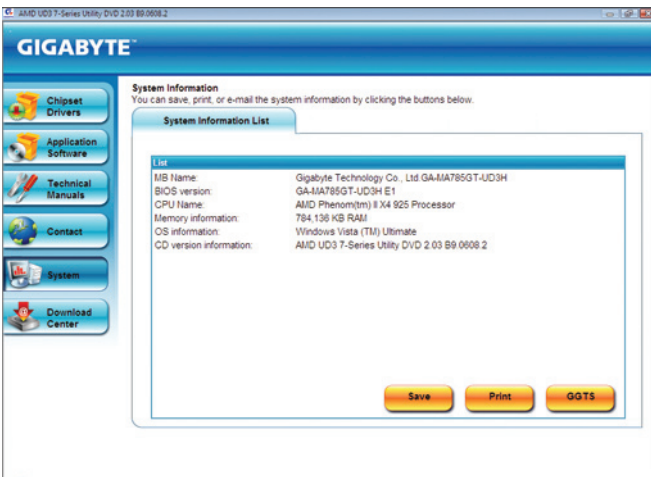 AMD UD3 7-Series Utility DVD 2.03 B9.0608.2
GIGABYTE™
Chipset
Drivers
Application
Software
Technical
Manuals
Contact
System
Download
Center
System Information
You can save, print, or e-mail the system information by clicking the buttons below.
System Information List
List
MB Name: Gigabyte Technology Co., Ltd.GA-MA785GT-UD3H
BIOS version: GA-MA785GT-UD3H E1
CPU Name: AMD Phenom(tm) II X4 925 Processor
Memory information: 784,136 KB RAM
OS information: Windows Vista (TM) Ultimate
CD version information: AMD UD3 7-Series Utility DVD 2.03 B9.0608.2
Save Print GGTS